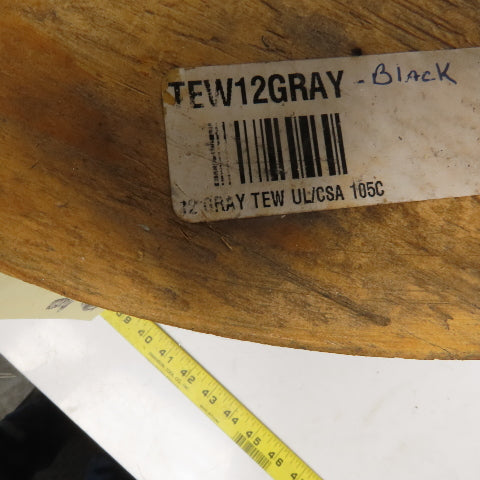 TEW12GRAY - BlACK
12 GRAY TEW UL/CSA 105C
40 41 42 43 44 45 46